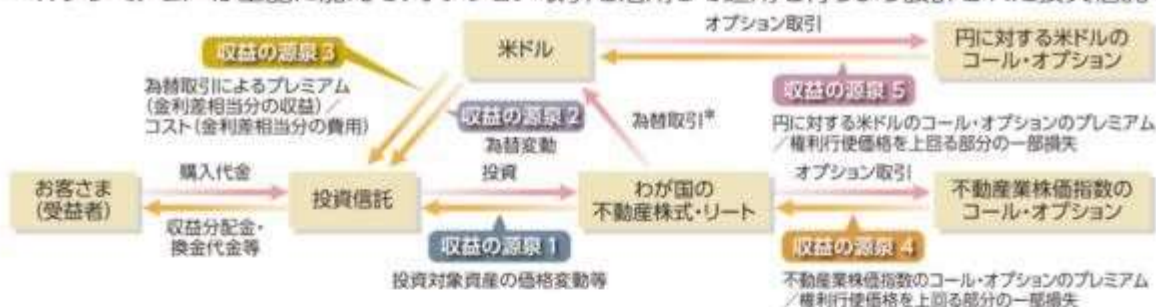 オプション取引
米ドル
円に対する米ドルの
コール・オプション
収益の源泉 3
為替取引によるプレミアム
(金利差相当分の収益)/
コスト(金利差相当分の費用)
収益の源泉 2
為替変動
為替取引*
収益の源泉 5
円に対する米ドルのコール・オプションのプレミアム
/権利行使価格を上回る部分の一部損失
お客さま
(受益者)
購入代金
収益分配金・
換金代金等
投資信託
投資
収益の源泉 1
投資対象資産の価格変動等
わが国の
不動産株式・リート
オプション取引
不動産業株価指数の
コール・オプション
収益の源泉 4
不動産業株価指数のコール・オプションのプレミアム
/権利行使価格を上回る部分の一部損失